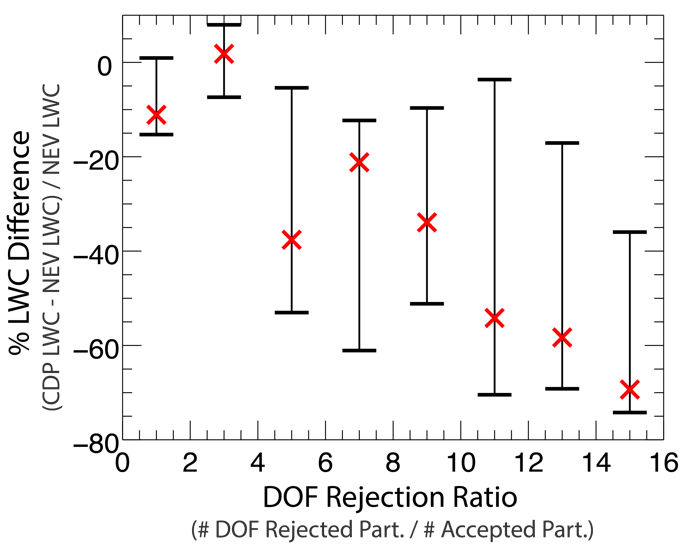 % LWC Difference
(CDP LWC - NEV LWC) / NEV LWC
0
−20
−40
−60
−80
0 2 4 6 8 10 12 14 16
DOF Rejection Ratio
(# DOF Rejected Part. / # Accepted Part.)